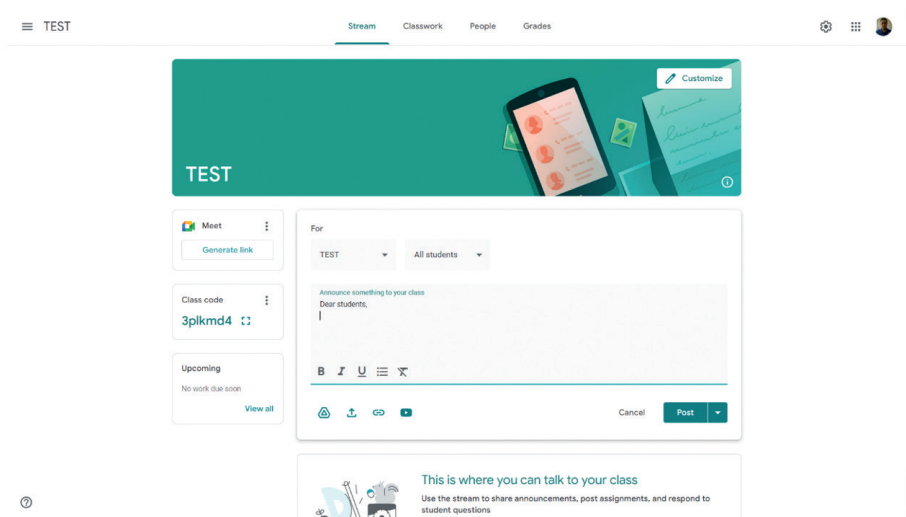 TEST
Stream Classwork People Grades
Customize
TEST
Meet
Generate link
Class code
3plkmd4
Upcoming
No work due soon
View all
For
TEST All students
Announce something to your class
Dear students,
B I U
Cancel Post
This is where you can talk to your class
Use the stream to share announcements, post assignments, and respond to
student questions